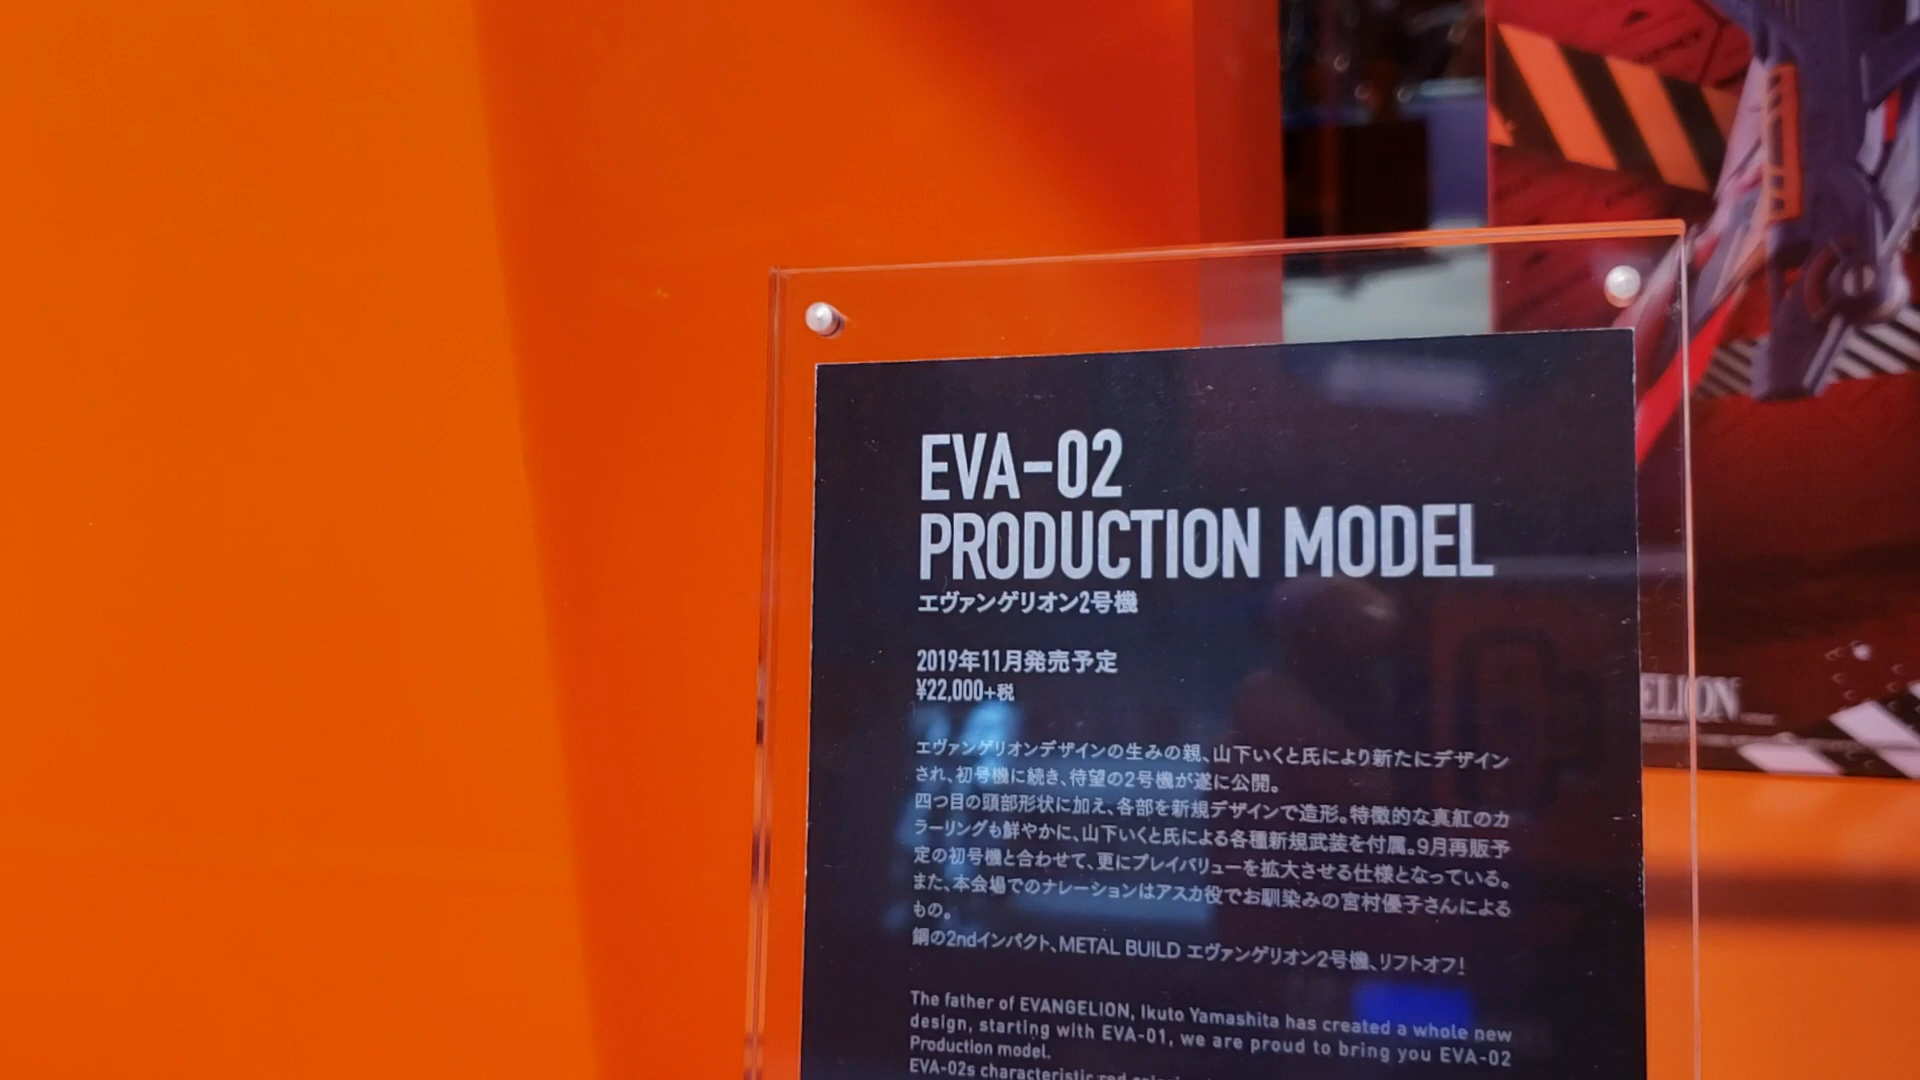 EVA-02
PRODUCTION MODEL
エヴァンゲリオン2号機
2019年11月発売予定
¥22,000+税
エヴァンゲリオンデザインの生みの親、山下いくと氏により新たにデザイン
され、初号機に続き、待望の2号機が遂に公開。
四つ目の頭部形状に加え、各部を新規デザインで造形。特徴的な真紅のカ
ラーリングも鮮やかに、山下いくと氏による各種新規武装を付属。9月再販予
定の初号機と合わせて、更にプレイバリューを拡大させる仕様となっている。
また、本会場でのナレーションはアスカ役でお馴染みの宮村優子さんによる
もの。
鋼の2ndインパクト、METAL BUILD エヴァンゲリオン2号機、リフトオフ!
The father of EVANGELION, Ikuto Yamashita has created a whole new
design, starting with EVA-01, we are proud to bring you EVA-02
Production model.
EVA-02s characteristic red
ELION